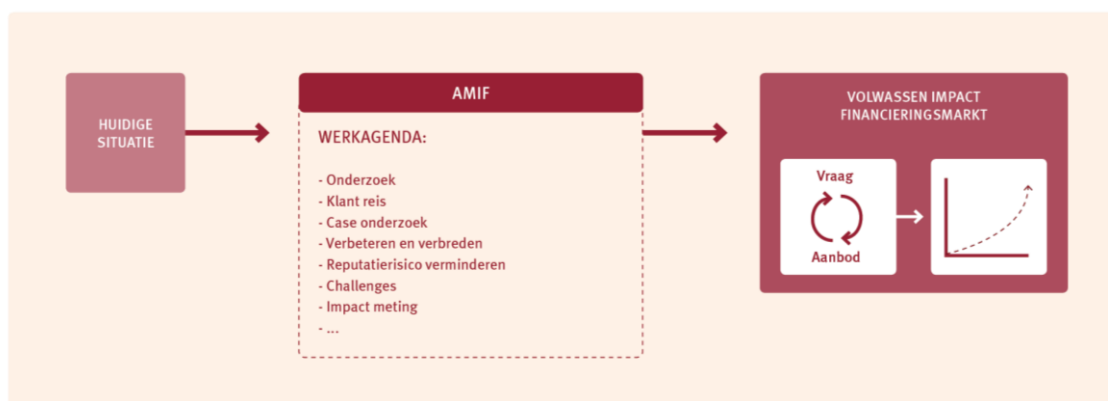 HUIDIGE
SITUATIE
AMIF
WERKAGENDA:
- Onderzoek
- Klant reis
- Case onderzoek
- Verbeteren en verbreden
- Reputatierisico verminderen
- Challenges
- Impact meting
- ...
VOLWASSEN IMPACT
FINANCIERINGSMARKT
Vraag
Aanbod